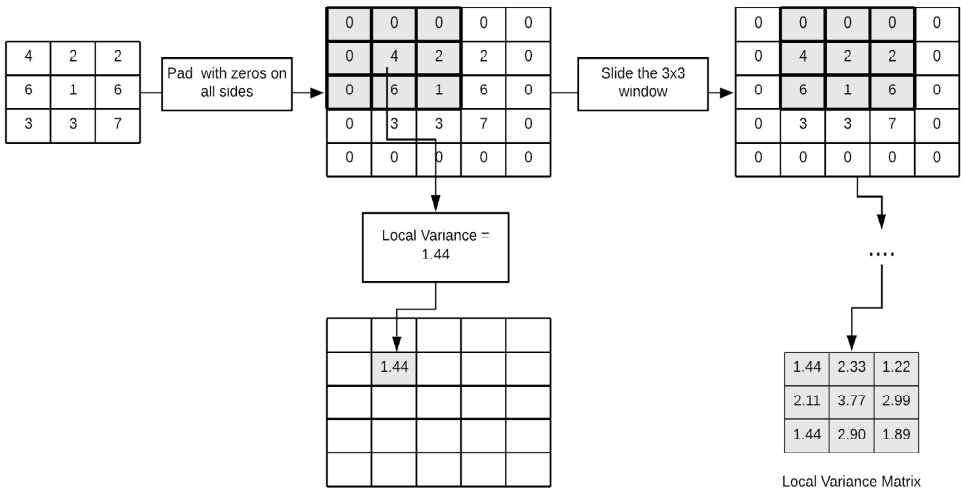 4 2 2
6 1 6
3 3 7
Pad with zeros on
all sides
0 0 0 0 0
0 4 2 2 0
0 6 1 6 0
0 3 3 7 0
0 0 0 0 0
Slide the 3x3
window
0 0 0 0 0
0 4 2 2 0
0 6 1 6 0
0 3 3 7 0
0 0 0 0 0
Local Variance =
1.44
1.44
....
1.44 2.33 1.22
2.11 3.77 2.99
1.44 2.90 1.89
Local Variance Matrix